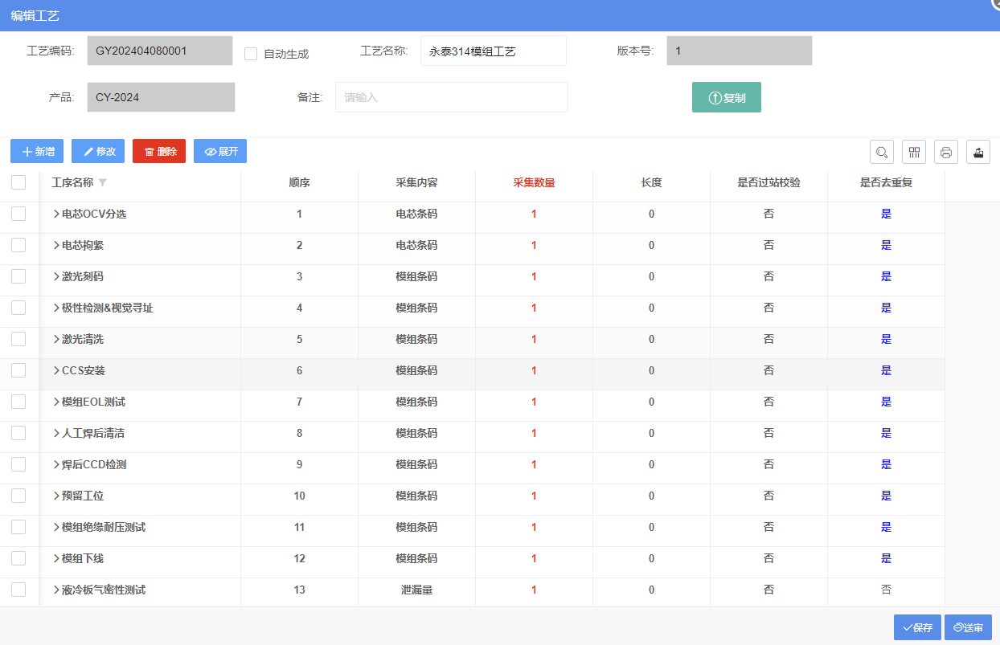 编辑工艺
工艺编码: GY202404080001 自动生成 工艺名称: 永泰314模组工艺 版本号: 1
产品: CY-2024 备注: 请输入 复制
新增 修改 删除 展开
工序名称 顺序 采集内容 采集数量 长度 是否过站校验 是否去重复
电芯OCV分选 1 电芯条码 1 0 否 是
电芯拘紧 2 电芯条码 1 0 否 是
激光刻码 3 模组条码 1 0 否 是
极性检测&视觉寻址 4 模组条码 1 0 否 是
激光清洗 5 模组条码 1 0 否 是
CCS安装 6 模组条码 1 0 否 是
模组EOL测试 7 模组条码 1 0 否 是
人工焊后清洁 8 模组条码 1 0 否 是
焊后CCD检测 9 模组条码 1 0 否 是
预留工位 10 模组条码 1 0 否 是
模组绝缘耐压测试 11 模组条码 1 0 否 是
模组下线 12 模组条码 1 0 否 是
液冷板气密性测试 13 泄漏量 1 0 否 否
保存 送审